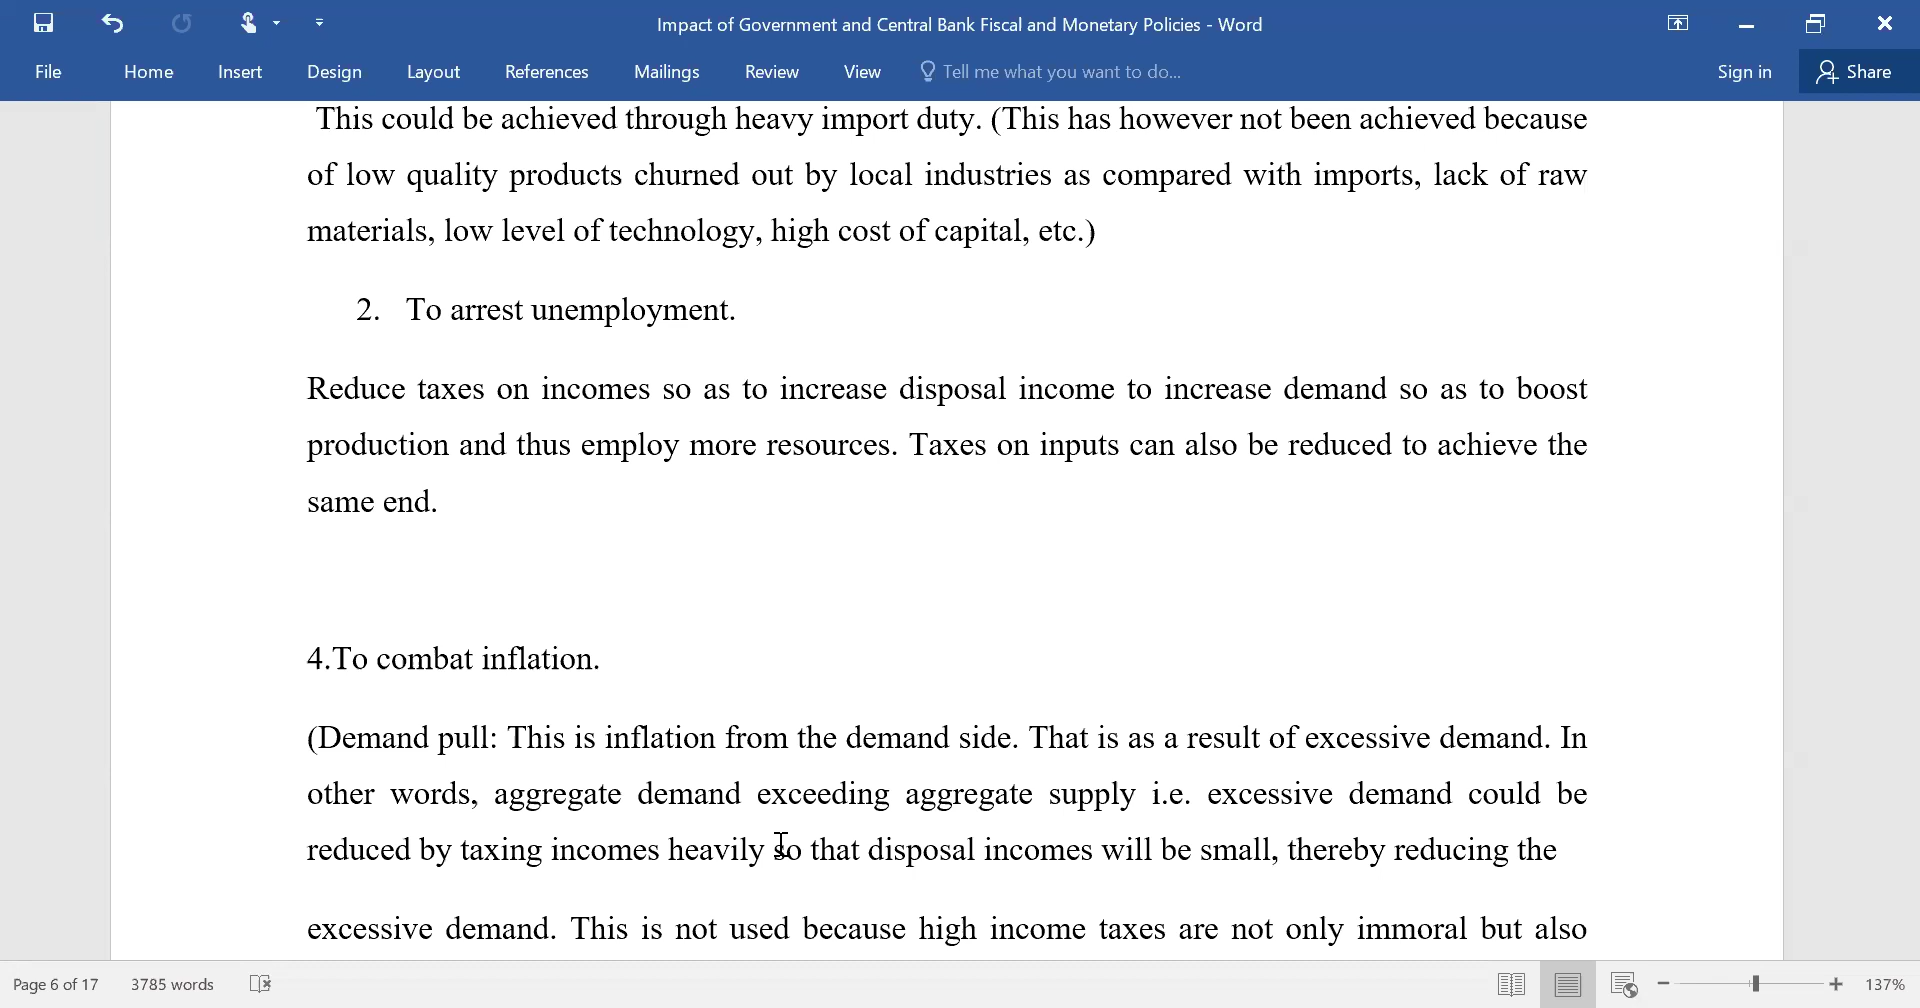 Impact of Government and Central Bank Fiscal and Monetary Policies - Word
File Home Insert Design Layout References Mailings Review View Tell me what you want to do... Sign in Share
This could be achieved through heavy import duty. (This has however not been achieved because
of low quality products churned out by local industries as compared with imports, lack of raw
materials, low level of technology, high cost of capital, etc.)
2. To arrest unemployment.
Reduce taxes on incomes so as to increase disposal income to increase demand so as to boost
production and thus employ more resources. Taxes on inputs can also be reduced to achieve the
same end.
4.To combat inflation.
(Demand pull: This is inflation from the demand side. That is as a result of excessive demand. In
other words, aggregate demand exceeding aggregate supply i.e. excessive demand could be
reduced by taxing incomes heavily so that disposal incomes will be small, thereby reducing the
excessive demand. This is not used because high income taxes are not only immoral but also
Page 6 of 17 3785 words 137%